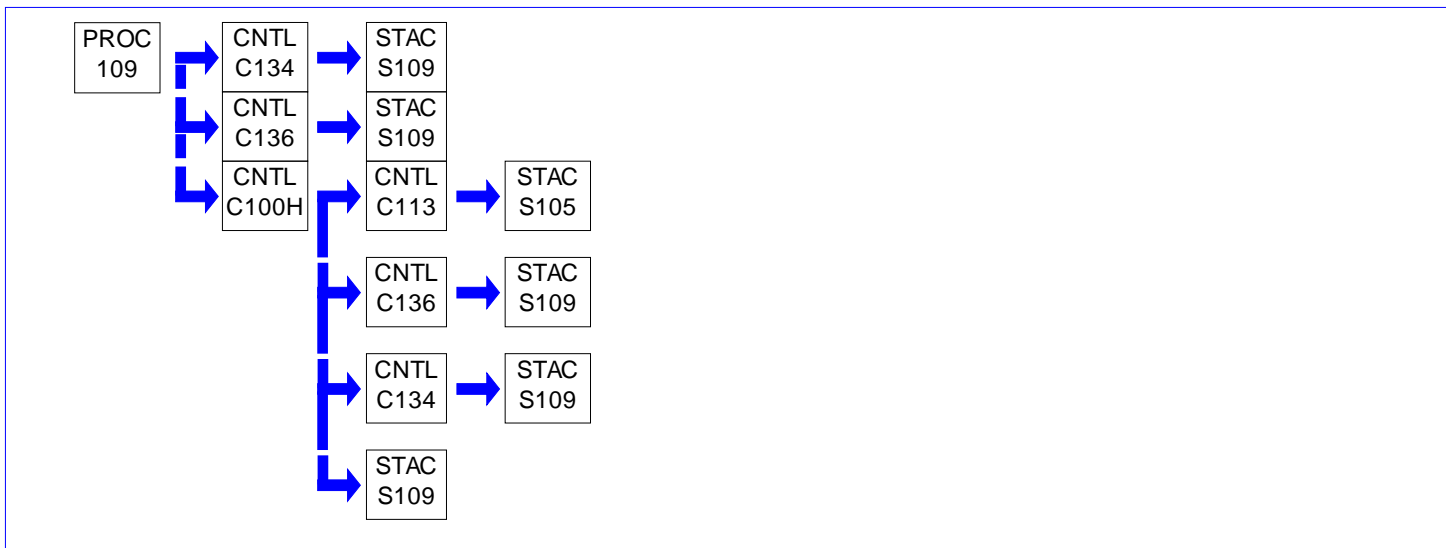 PROC
109
CNTL
C134
STAC
S109
CNTL
C136
STAC
S109
CNTL
C100H
CNTL
C113
STAC
S105
CNTL
C136
STAC
S109
CNTL
C134
STAC
S109
STAC
S109